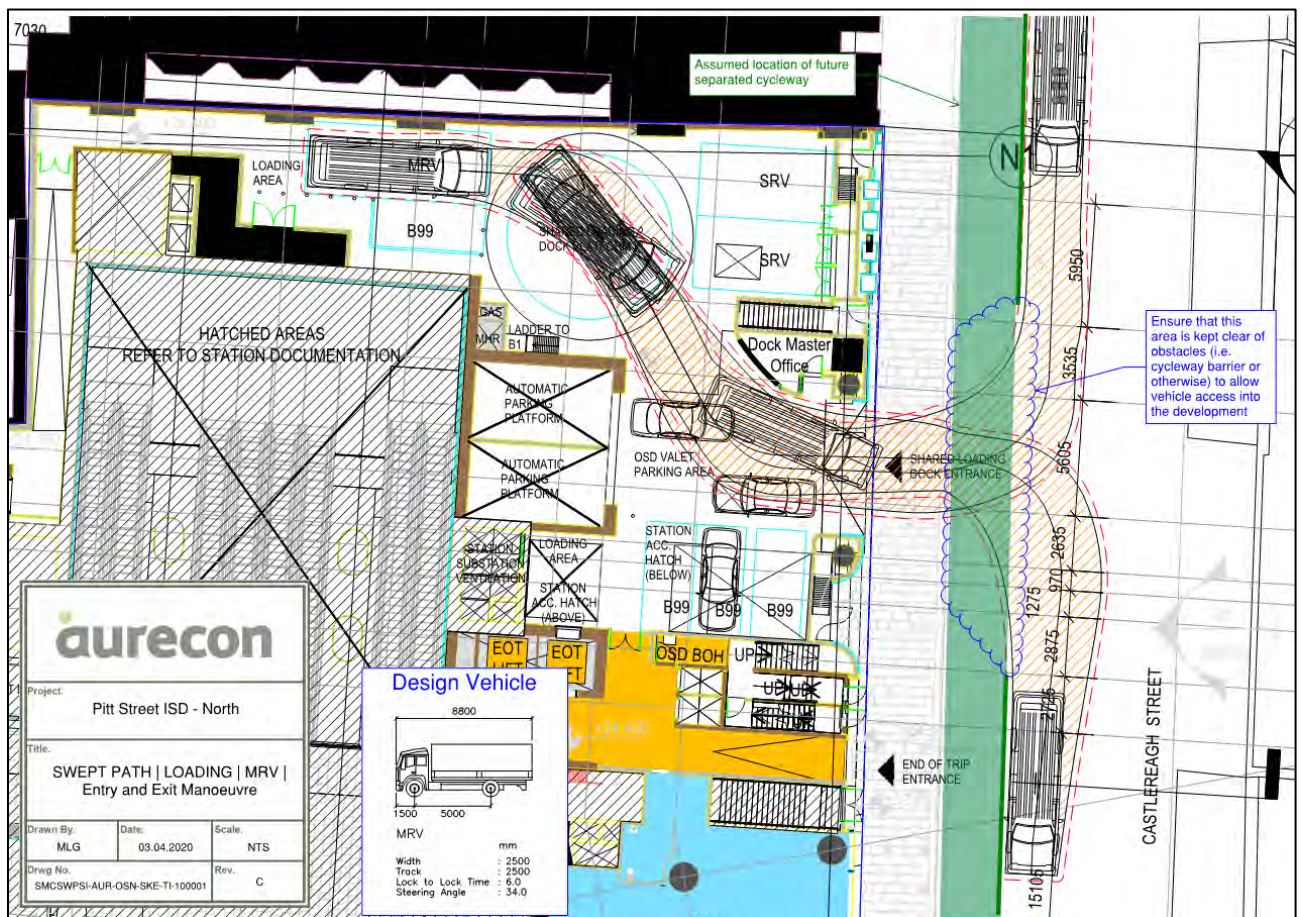 7030
Assumed location of future
separated cycleway
N
LOADING
AREA
MRV
SRV
B99
SRV
5950
GAS
MHR
LADDER TO
B1
Dock Master
Office
HATCHED AREAS
REFER TO STATION DOCUMENTATION
3535
Ensure that this
area is kept clear of
obstacles (i.e.
cycleway barrier or
otherwise) to allow
vehicle access into
the development
AUTOMATIC
PARKING
PLATFORM
AUTOMATIC
PARKING
PLATFORM
OSD VALET
PARKING AREA
SHARED LOADING
DOCK ENTRANCE
5605
STATION
SUBSTATION
VENTILATION
LOADING
AREA
STATION
ACC. HATCH
(ABOVE)
STATION
ACC.
HATCH
(BELOW)
B99
B99
B99
2635
970
1275
2875
EOT
EOT
OSD BOH
UP
+24.400
END OF TRIP
ENTRANCE
CASTLEREAGH STREET
15105
aurecon
Project:
Pitt Street ISD - North
Title:
SWEPT PATH | LOADING | MRV |
Entry and Exit Manoeuvre
Drawn By: Date: Scale.
MLG 03.04.2020 NTS
Drwg No. Rev.
SMCSWPSI-AUR-OSN-SKE-TI-100001 C
Design Vehicle
8800
1500 5000
MRV
mm
Width : 2500
Track : 2500
Lock to Lock Time : 6.0
Steering Angle : 34.0